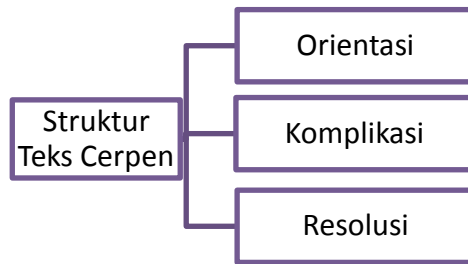 Struktur
Teks Cerpen
Orientasi
Komplikasi
Resolusi